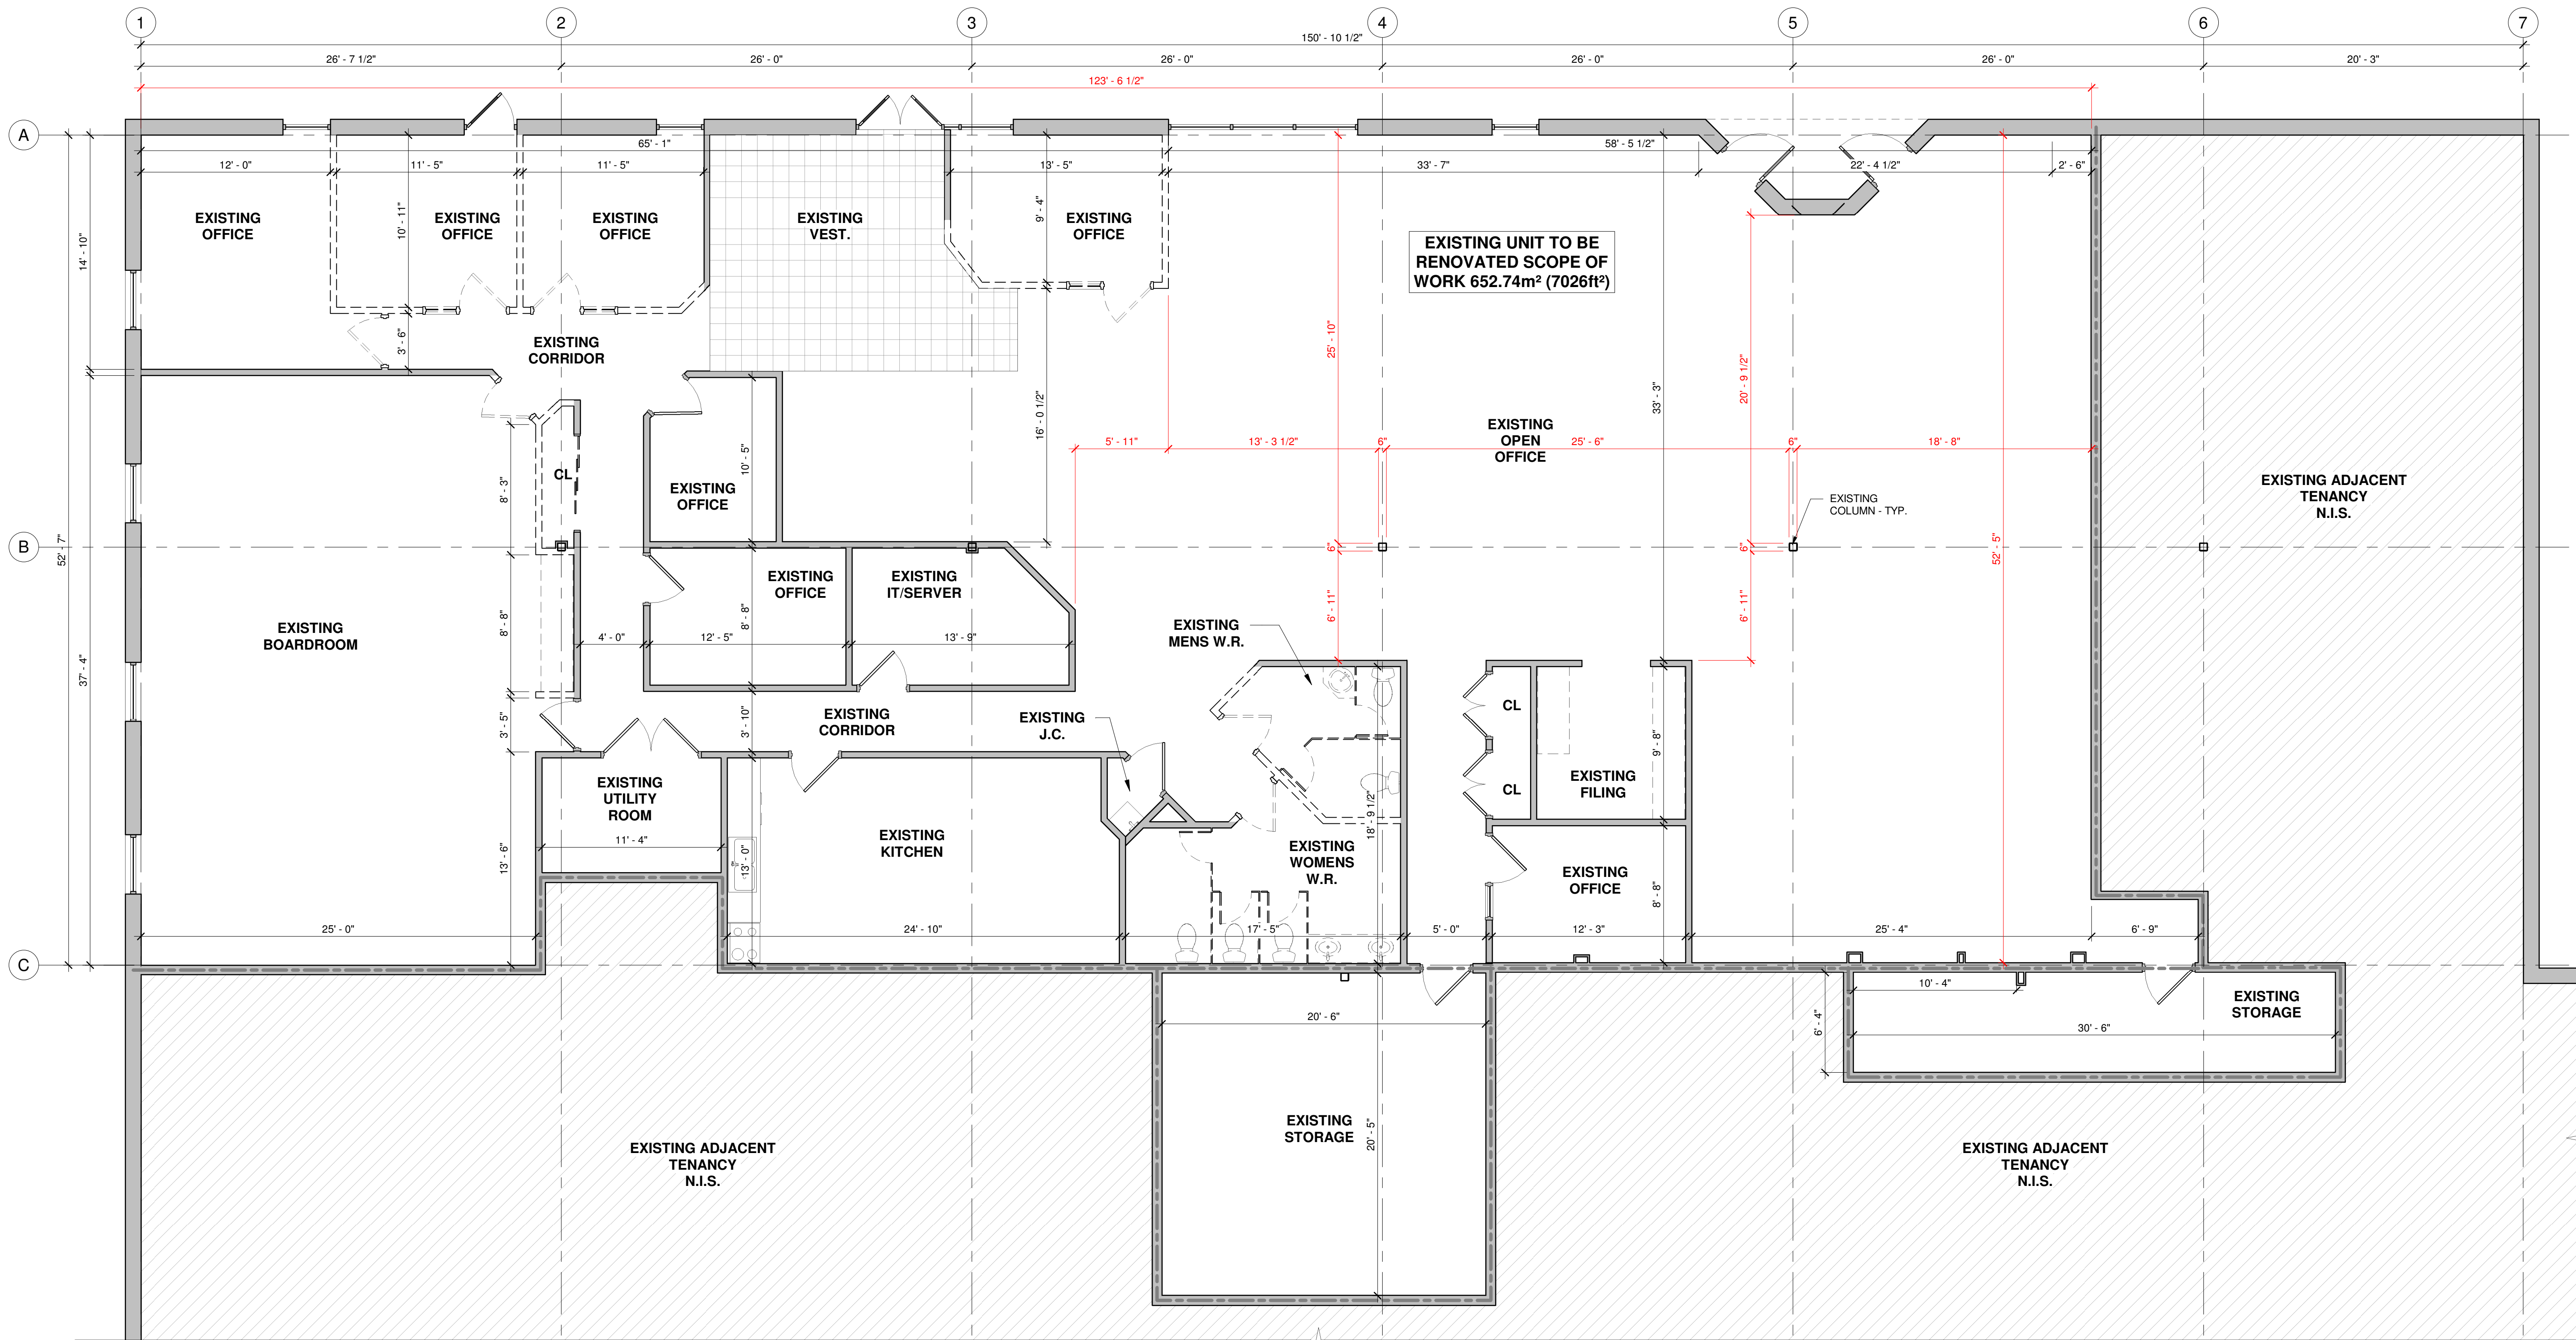 1 2 3 4 5 6 7
150' - 10 1/2"
26' - 7 1/2" 26' - 0" 26' - 0" 26' - 0" 26' - 0" 20' - 3"
123' - 6 1/2"
A
65' - 1" 58' - 5 1/2"
12' - 0" 11' - 5" 11' - 5" 13' - 5" 33' - 7" 22' - 4 1/2" 2' - 6"
EXISTING
OFFICE
EXISTING
OFFICE
EXISTING
OFFICE
EXISTING
VEST.
EXISTING
OFFICE
10' - 11"
9' - 4"
14' - 10"
3' - 6"
EXISTING UNIT TO BE
RENOVATED SCOPE OF
WORK 652.74m² (7026ft²)
EXISTING
CORRIDOR
25' - 10"
20' - 9 1/2"
33' - 3"
16' - 0 1/2"
EXISTING
OPEN
OFFICE
5' - 11" 13' - 3 1/2" 6" 25' - 6" 6" 18' - 8"
CL
8' - 3"
10' - 5"
EXISTING
OFFICE
EXISTING
COLUMN - TYP.
EXISTING ADJACENT
TENANCY
N.I.S.
B
52' - 7"
6"
6"
52' - 5"
EXISTING
OFFICE
EXISTING
IT/SERVER
8' - 8"
8' - 8"
6' - 11"
6' - 11"
EXISTING
BOARDROOM
4' - 0" 12' - 5" 13' - 9"
EXISTING
MENS W.R.
37' - 4"
3' - 5"
3' - 10"
EXISTING
CORRIDOR
EXISTING
J.C.
CL
CL
9' - 8"
EXISTING
FILING
EXISTING
UTILITY
ROOM
11' - 4"
13' - 6"
13' - 0"
EXISTING
KITCHEN
18' - 9 1/2"
EXISTING
WOMENS
W.R.
EXISTING
OFFICE
8' - 8"
25' - 0" 24' - 10" 17' - 5" 5' - 0" 12' - 3" 25' - 4" 6' - 9"
C
10' - 4"
EXISTING
STORAGE
20' - 6"
6' - 4"
30' - 6"
EXISTING
STORAGE
20' - 5"
EXISTING ADJACENT
TENANCY
N.I.S.
EXISTING ADJACENT
TENANCY
N.I.S.